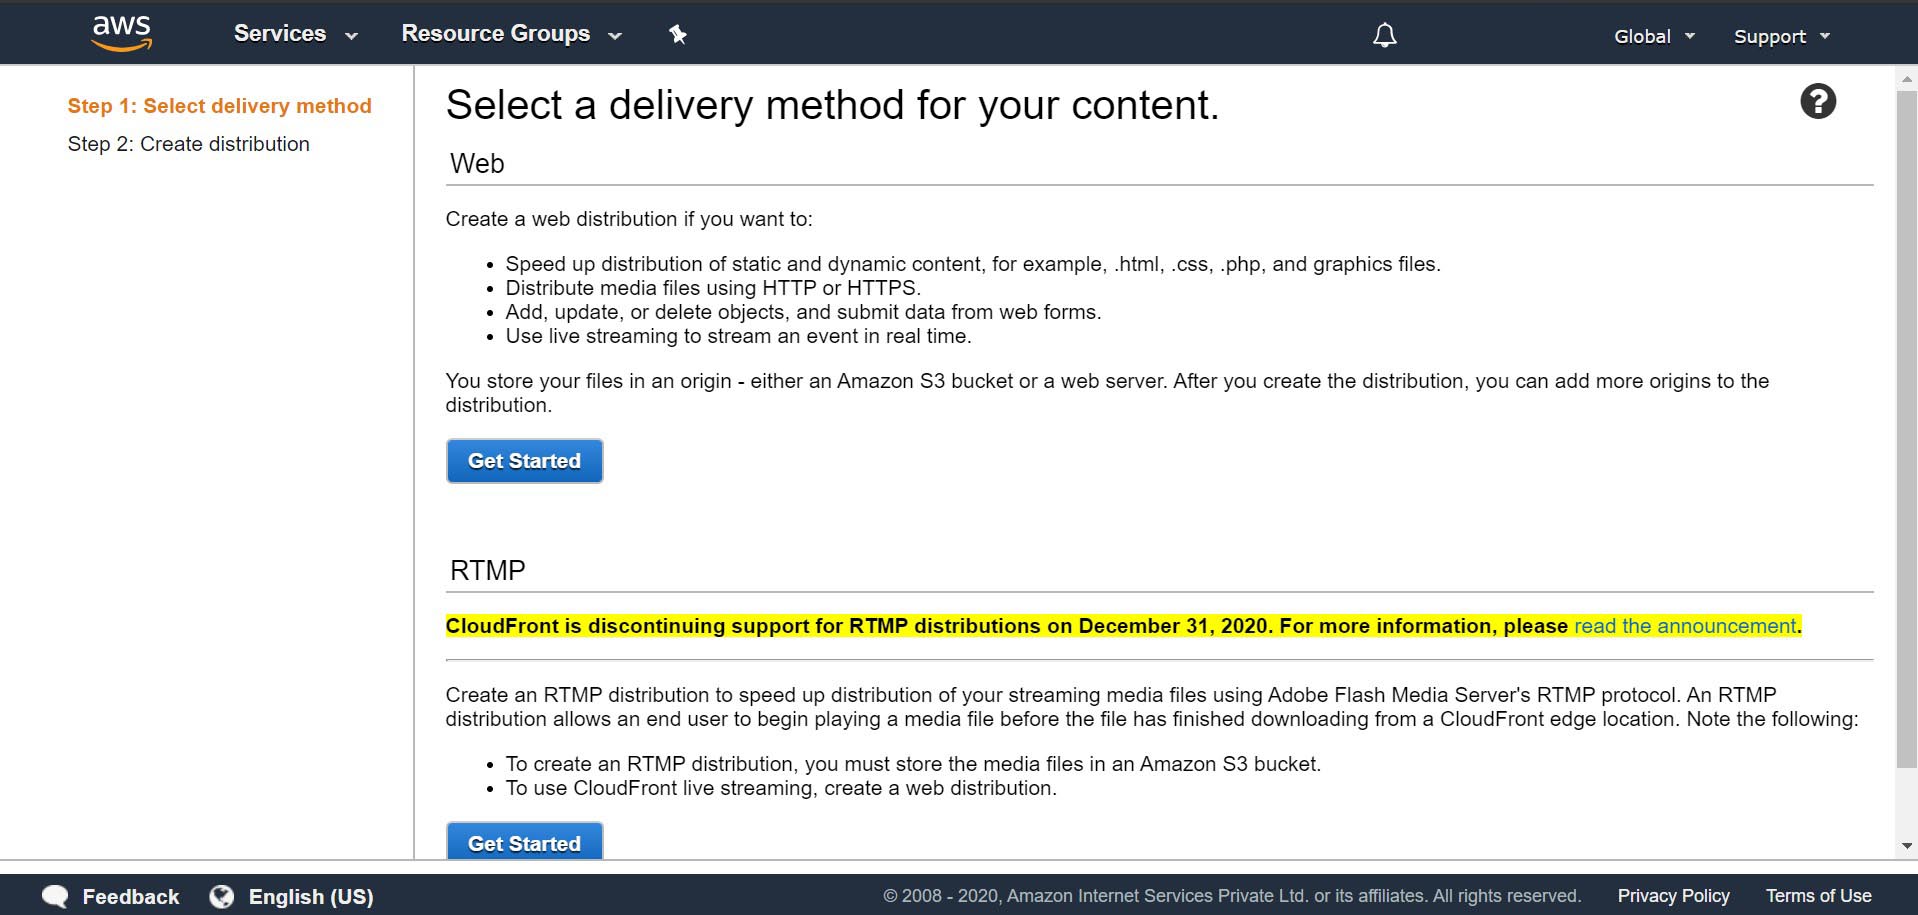 aws
Services
Resource Groups
Global
Support
Step 1: Select delivery method
Step 2: Create distribution
Select a delivery method for your content.
?
Web
Create a web distribution if you want to:
• Speed up distribution of static and dynamic content, for example, .html, .css, .php, and graphics files.
• Distribute media files using HTTP or HTTPS.
• Add, update, or delete objects, and submit data from web forms.
• Use live streaming to stream an event in real time.
You store your files in an origin - either an Amazon S3 bucket or a web server. After you create the distribution, you can add more origins to the
distribution.
Get Started
RTMP
CloudFront is discontinuing support for RTMP distributions on December 31, 2020. For more information, please read the announcement.
Create an RTMP distribution to speed up distribution of your streaming media files using Adobe Flash Media Server's RTMP protocol. An RTMP
distribution allows an end user to begin playing a media file before the file has finished downloading from a CloudFront edge location. Note the following:
• To create an RTMP distribution, you must store the media files in an Amazon S3 bucket.
• To use CloudFront live streaming, create a web distribution.
Get Started
Feedback
English (US)
© 2008 - 2020, Amazon Internet Services Private Ltd. or its affiliates. All rights reserved.
Privacy Policy
Terms of Use